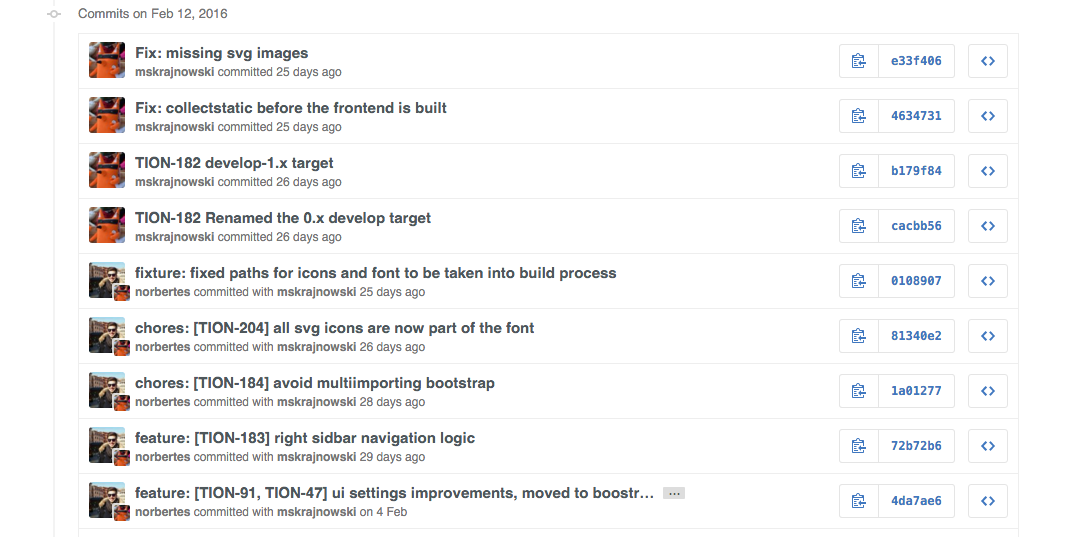 Commits on Feb 12, 2016
Fix: missing svg images
mskrajnowski committed 25 days ago
e33f406
Fix: collectstatic before the frontend is built
mskrajnowski committed 25 days ago
4634731
TION-182 develop-1.x target
mskrajnowski committed 26 days ago
b179f84
TION-182 Renamed the 0.x develop target
mskrajnowski committed 26 days ago
cacbb56
fixture: fixed paths for icons and font to be taken into build process
norbertes committed with mskrajnowski 25 days ago
0108907
chores: [TION-204] all svg icons are now part of the font
norbertes committed with mskrajnowski 26 days ago
81340e2
chores: [TION-184] avoid multiimporting bootstrap
norbertes committed with mskrajnowski 28 days ago
1a01277
feature: [TION-183] right sidbar navigation logic
norbertes committed with mskrajnowski 29 days ago
72b72b6
feature: [TION-91, TION-47] ui settings improvements, moved to boostr… …
norbertes committed with mskrajnowski on 4 Feb
4da7ae6